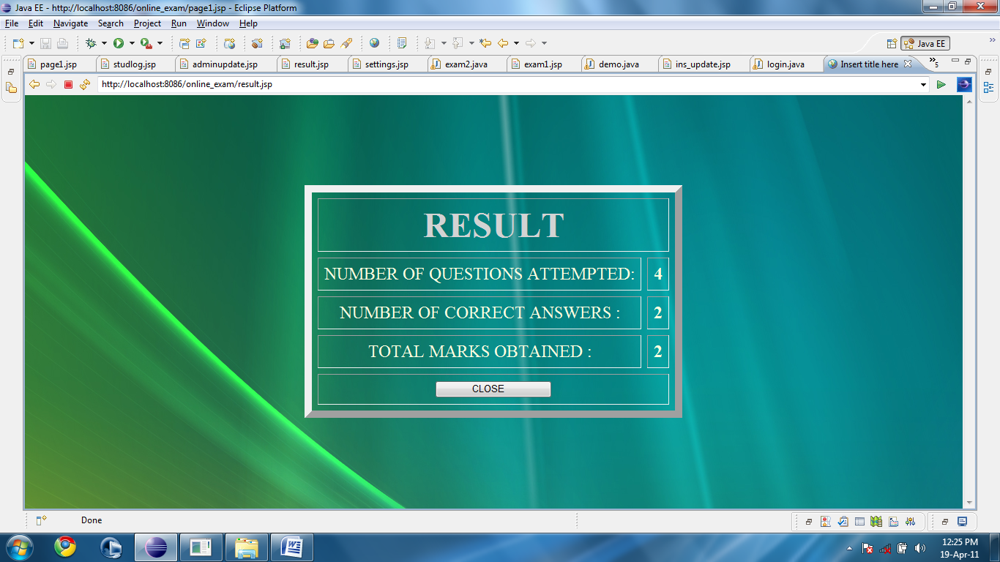 Java EE - http://localhost:8086/online_exam/page1.jsp - Eclipse Platform
File Edit Navigate Search Project Run Window Help
Java EE
page1.jsp studlog.jsp adminupdate.jsp result.jsp settings.jsp exam2.java exam1.jsp demo.java ins_update.jsp login.java Insert title here 5
http://localhost:8086/online_exam/result.jsp
RESULT
NUMBER OF QUESTIONS ATTEMPTED: 4
NUMBER OF CORRECT ANSWERS : 2
TOTAL MARKS OBTAINED : 2
CLOSE
Done
12:25 PM
19-Apr-11